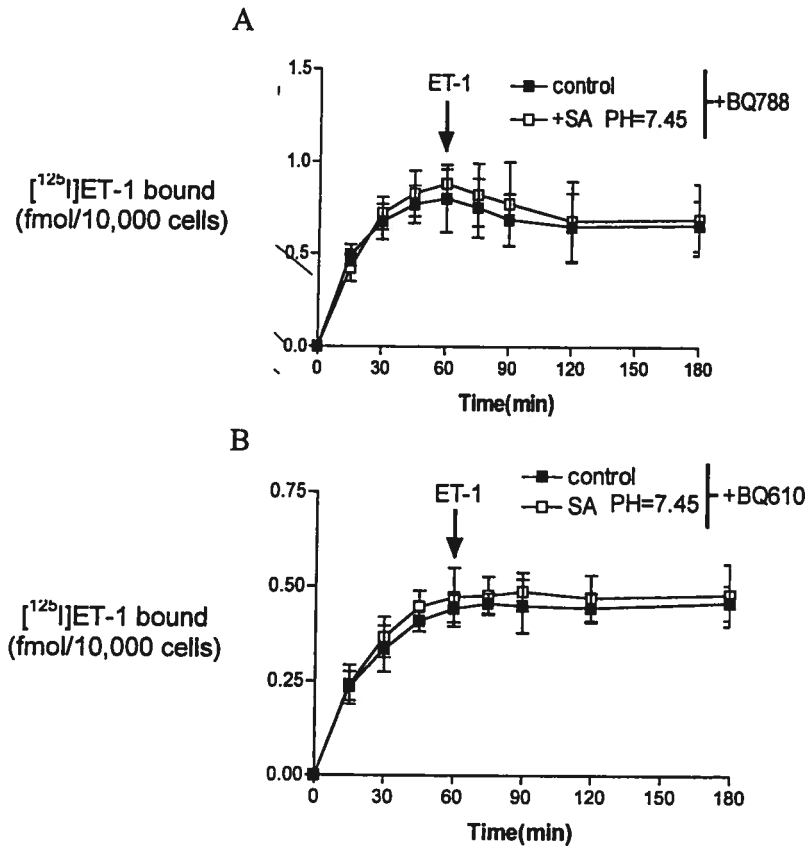 A
1.5
1.0
0.5
0.0
[125I]ET-1 bound
(fmol/10,000 cells)
ET-1
control
+SA PH=7.45
+BQ788
0 30 60 90 120 150 180
Time(min)
B
0.75
0.50
0.25
0.00
[125I]ET-1 bound
(fmol/10,000 cells)
ET-1
control
SA PH=7.45
+BQ610
0 30 60 90 120 150 180
Time(min)